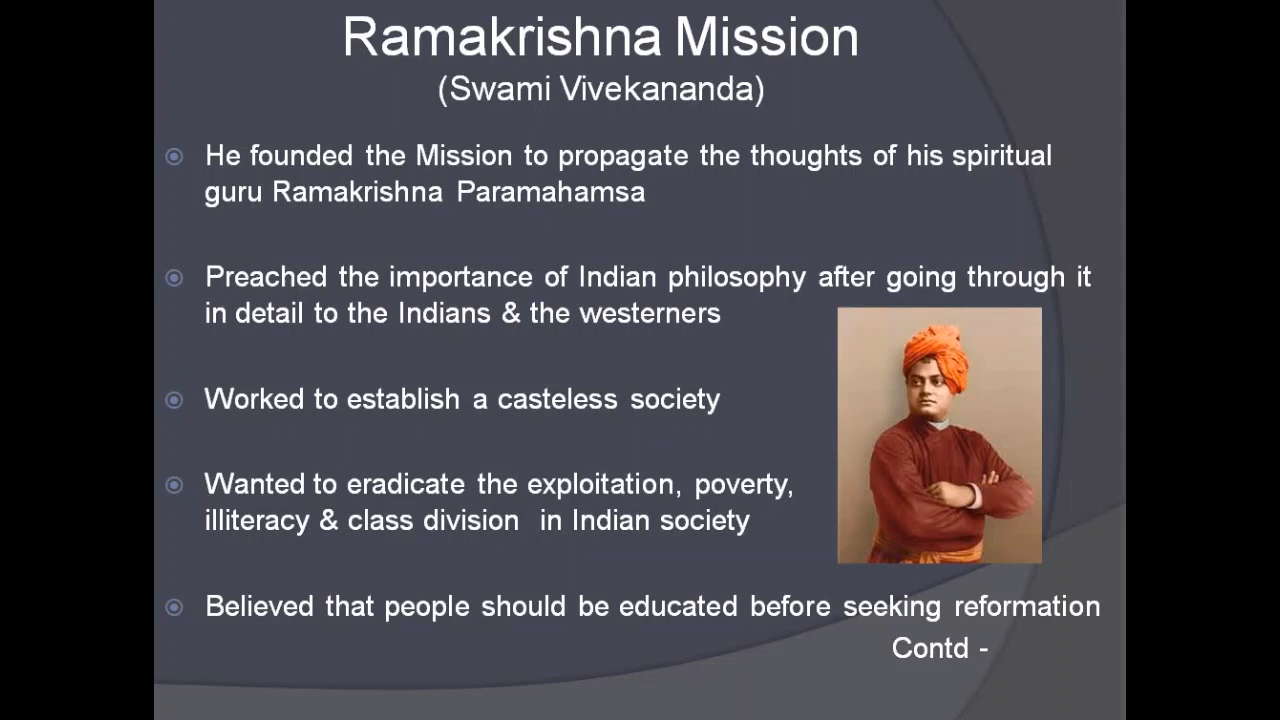 Ramakrishna Mission
(Swami Vivekananda)
He founded the Mission to propagate the thoughts of his spiritual
guru Ramakrishna Paramahamsa
Preached the importance of Indian philosophy after going through it
in detail to the Indians & the westerners
Worked to establish a casteless society
Wanted to eradicate the exploitation, poverty,
illiteracy & class division in Indian society
Believed that people should be educated before seeking reformation
Contd -